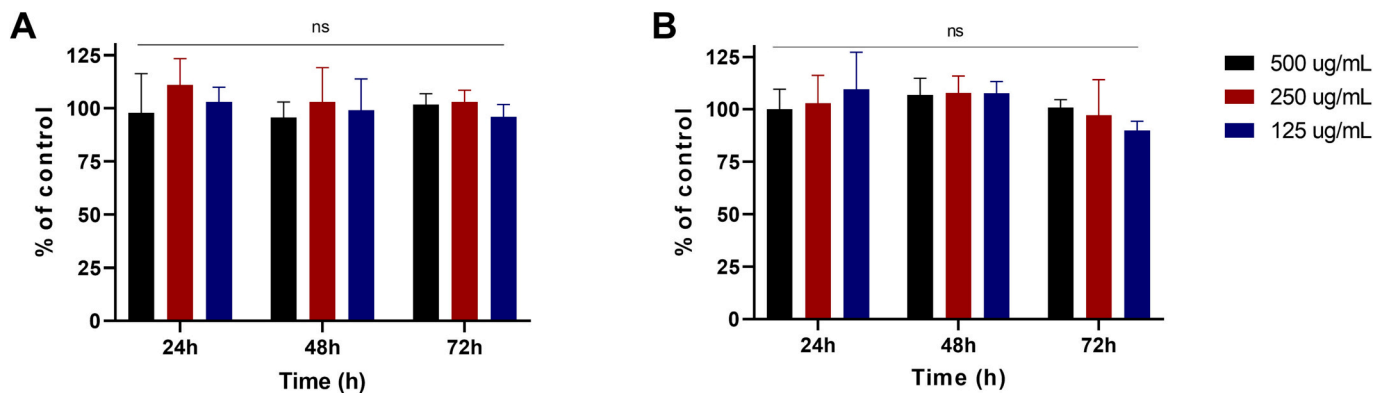 A
ns
% of control
125
100
75
50
25
0
24h
48h
72h
Time (h)
B
ns
% of control
125
100
75
50
25
0
24h
48h
72h
Time (h)
500 ug/mL
250 ug/mL
125 ug/mL